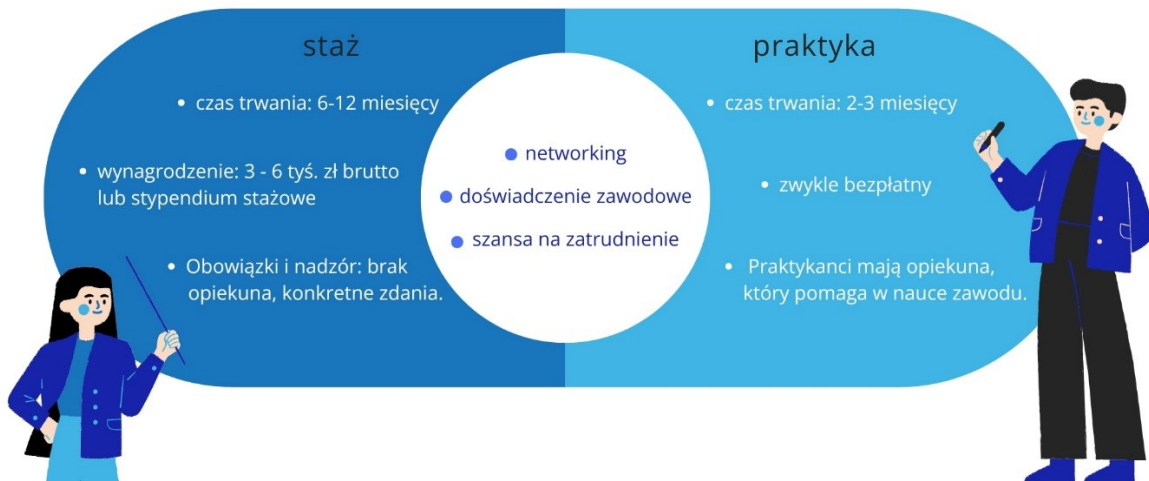 staż
• czas trwania: 6-12 miesięcy
• wynagrodzenie: 3 - 6 tyś. zł brutto
lub stypendium stażowe
• Obowiązki i nadzór: brak
opiekuna, konkretne zdania.
• networking
• doświadczenie zawodowe
• szansa na zatrudnienie
praktyka
• czas trwania: 2-3 miesięcy
• zwykle bezpłatny
• Praktykanci mają opiekuna,
który pomaga w nauce zawodu.